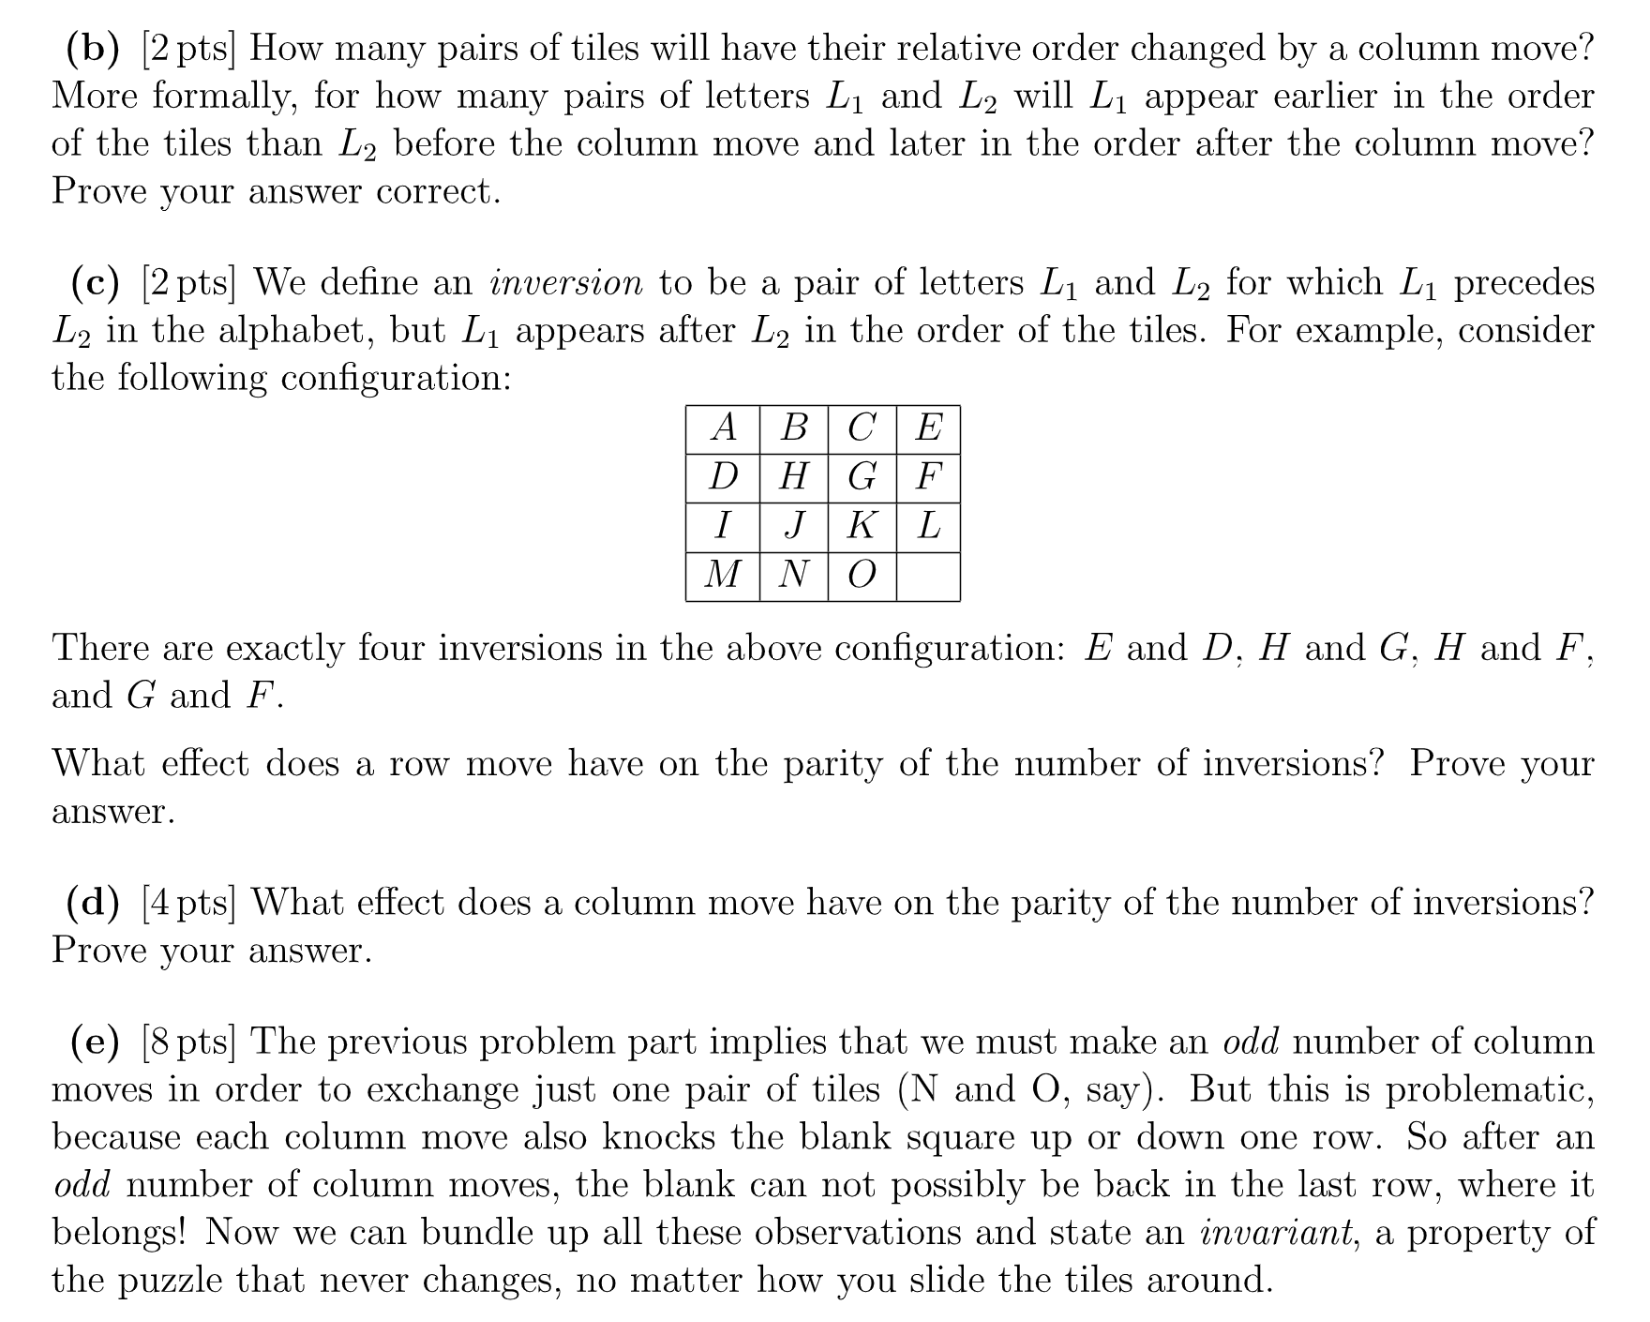 (b) [2 pts] How many pairs of tiles will have their relative order changed by a column move?
More formally, for how many pairs of letters L₁ and L₂ will L₁ appear earlier in the order
of the tiles than L₂ before the column move and later in the order after the column move?
Prove your answer correct.
(c) [2 pts] We define an inversion to be a pair of letters L₁ and L₂ for which L₁ precedes
L₂ in the alphabet, but L₁ appears after L₂ in the order of the tiles. For example, consider
the following configuration:
A B C E
D H G F
I J K L
M N O
There are exactly four inversions in the above configuration: E and D, H and G, H and F,
and G and F.
What effect does a row move have on the parity of the number of inversions? Prove your
answer.
(d) [4 pts] What effect does a column move have on the parity of the number of inversions?
Prove your answer.
(e) [8 pts] The previous problem part implies that we must make an odd number of column
moves in order to exchange just one pair of tiles (N and O, say). But this is problematic,
because each column move also knocks the blank square up or down one row. So after an
odd number of column moves, the blank can not possibly be back in the last row, where it
belongs! Now we can bundle up all these observations and state an invariant, a property of
the puzzle that never changes, no matter how you slide the tiles around.